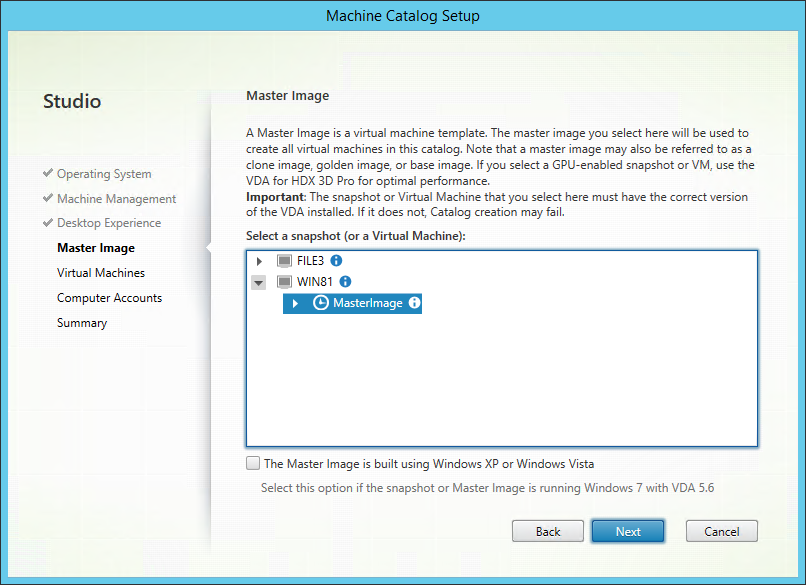 Machine Catalog Setup
Studio
Operating System
Machine Management
Desktop Experience
Master Image
Virtual Machines
Computer Accounts
Summary
Master Image
A Master Image is a virtual machine template. The master image you select here will be used to
create all virtual machines in this catalog. Note that a master image may also be referred to as a
clone image, golden image, or base image. If you select a GPU-enabled snapshot or VM, use the
VDA for HDX 3D Pro for optimal performance.
Important: The snapshot or Virtual Machine that you select here must have the correct version
of the VDA installed. If it does not, Catalog creation may fail.
Select a snapshot (or a Virtual Machine):
FILE3
WIN81
MasterImage
The Master Image is built using Windows XP or Windows Vista
Select this option if the snapshot or Master Image is running Windows 7 with VDA 5.6
Back
Next
Cancel